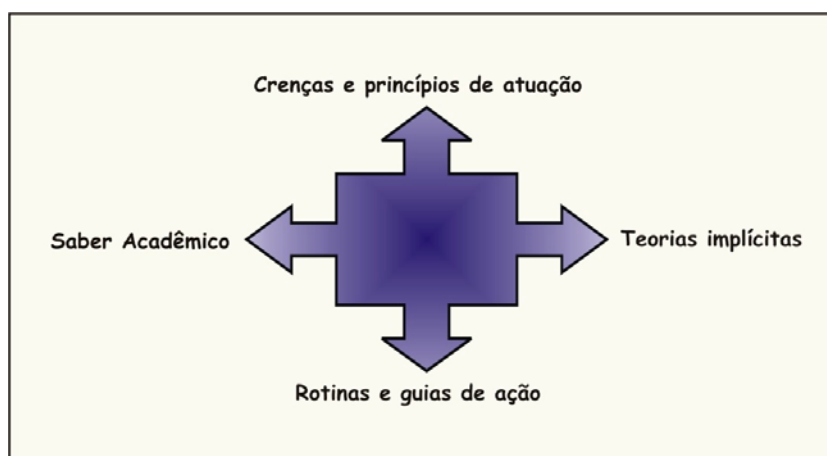 Crenças e princípios de atuação
Saber Acadêmico
Teorias implícitas
Rotinas e guias de ação